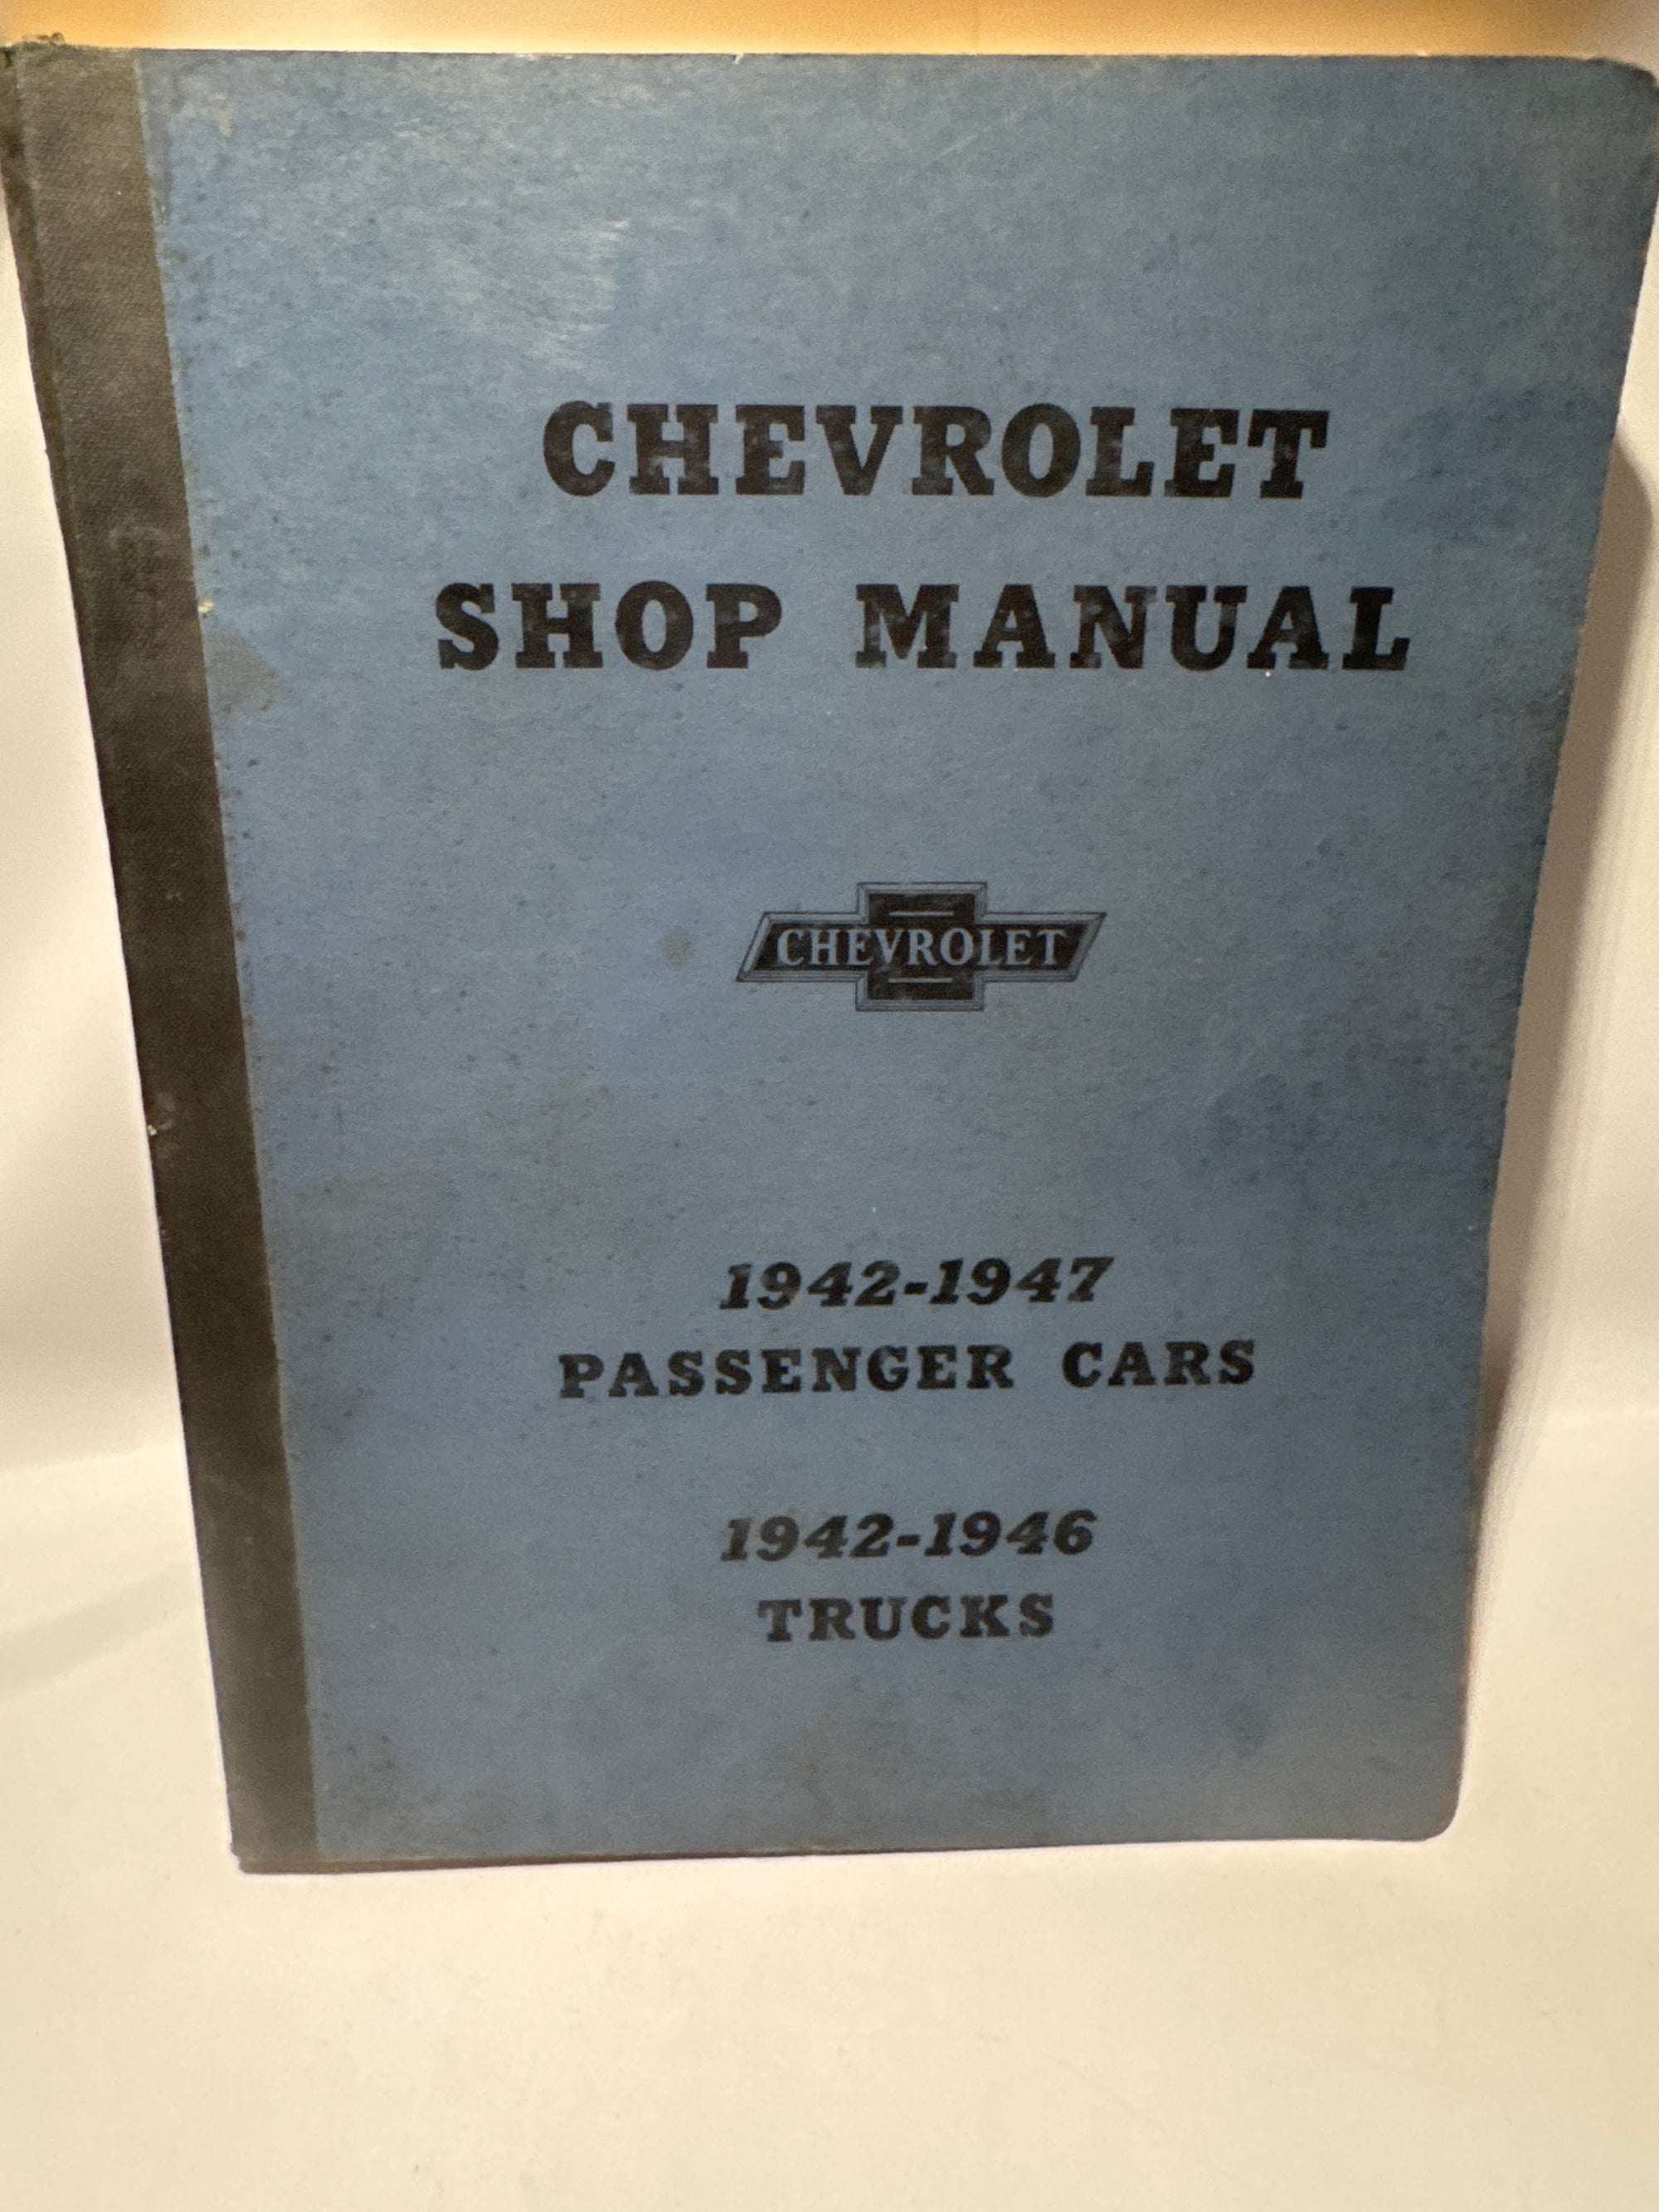 CHEVROLET
SHOP MANUAL
CHEVROLET
1942-1947
PASSENGER CARS
1942-1946
TRUCKS